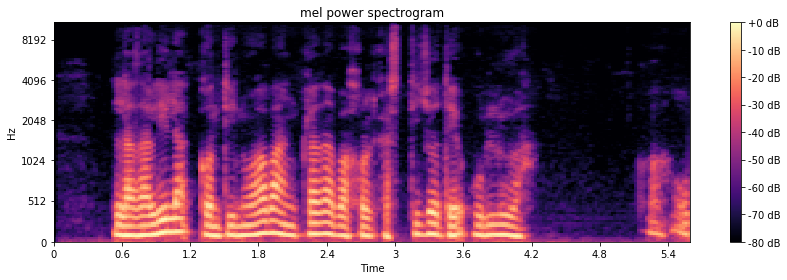 mel power spectrogram
+0 dB
8192
-10 dB
4096
-20 dB
-30 dB
2048
Hz
-40 dB
1024
-50 dB
512
-60 dB
-70 dB
0
-80 dB
0 0.6 1.2 1.8 2.4 3 3.6 4.2 4.8 5.4
Time